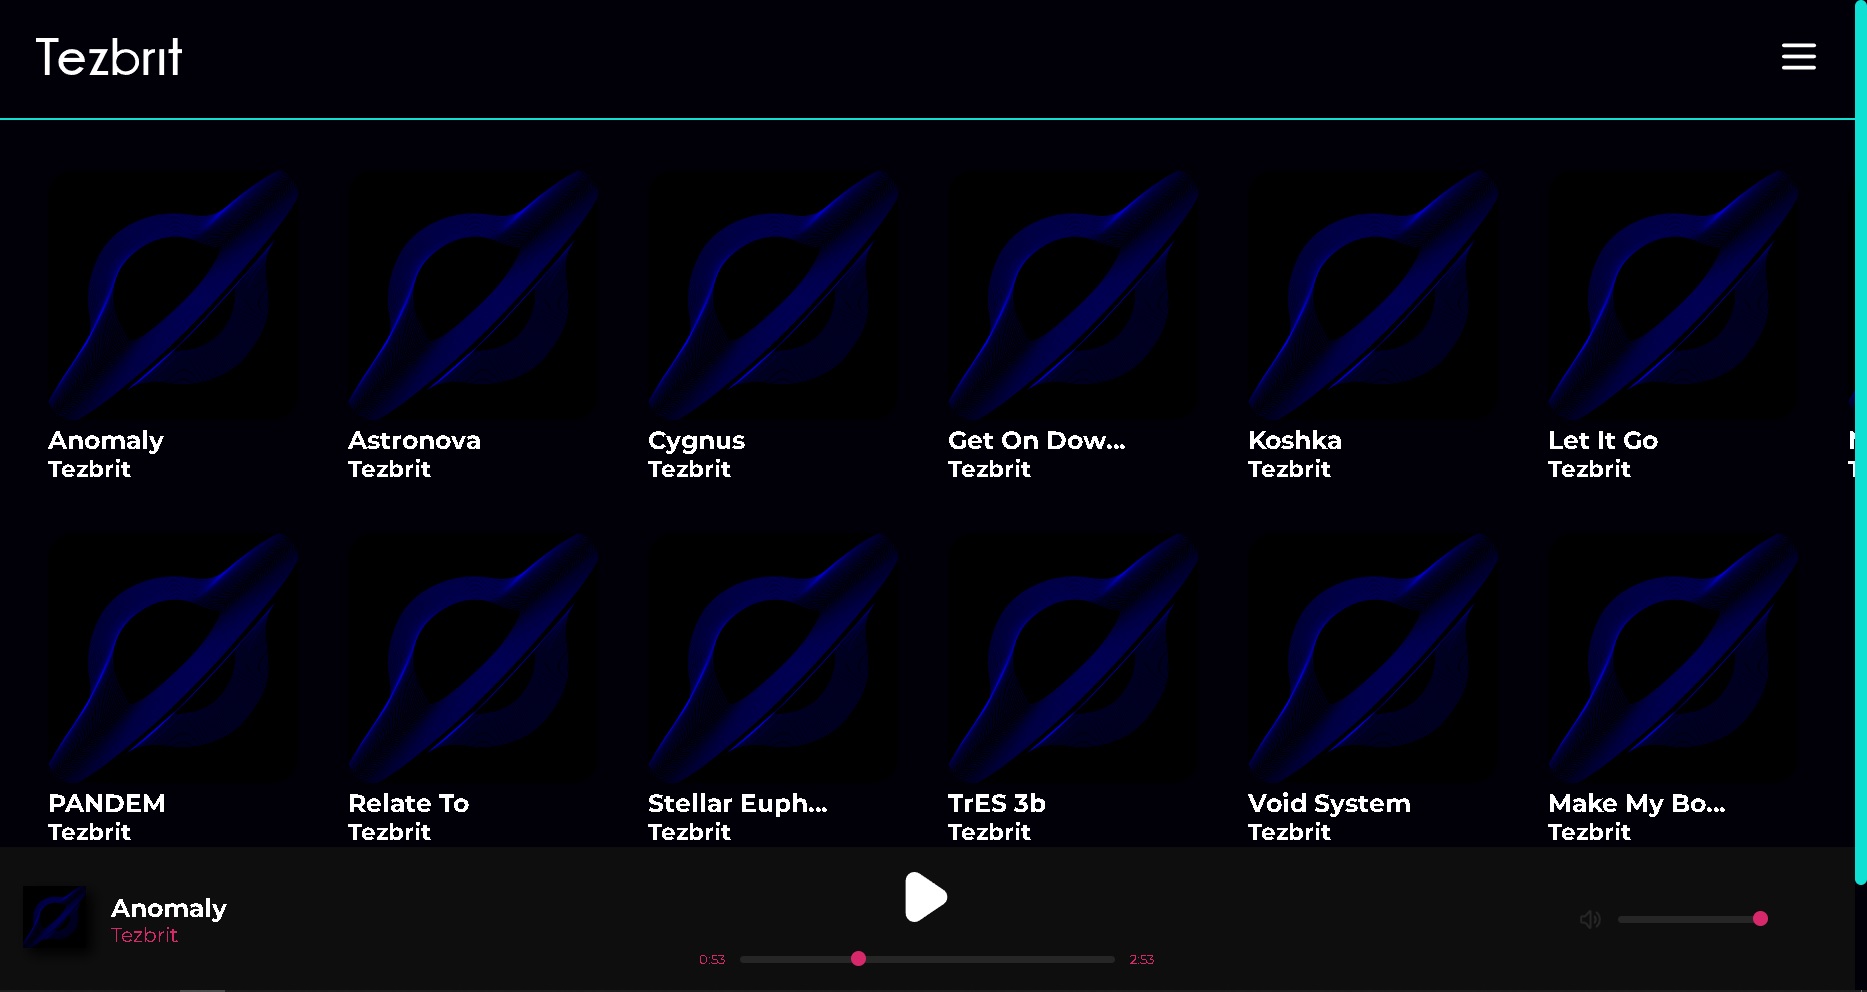 Tezbrit
Anomaly
Tezbrit
Astronova
Tezbrit
Cygnus
Tezbrit
Get On Dow...
Tezbrit
Koshka
Tezbrit
Let It Go
Tezbrit
PANDEM
Tezbrit
Relate To
Tezbrit
Stellar Euph...
Tezbrit
TrES 3b
Tezbrit
Void System
Tezbrit
Make My Bo...
Tezbrit
Anomaly
Tezbrit
0:53
2:53